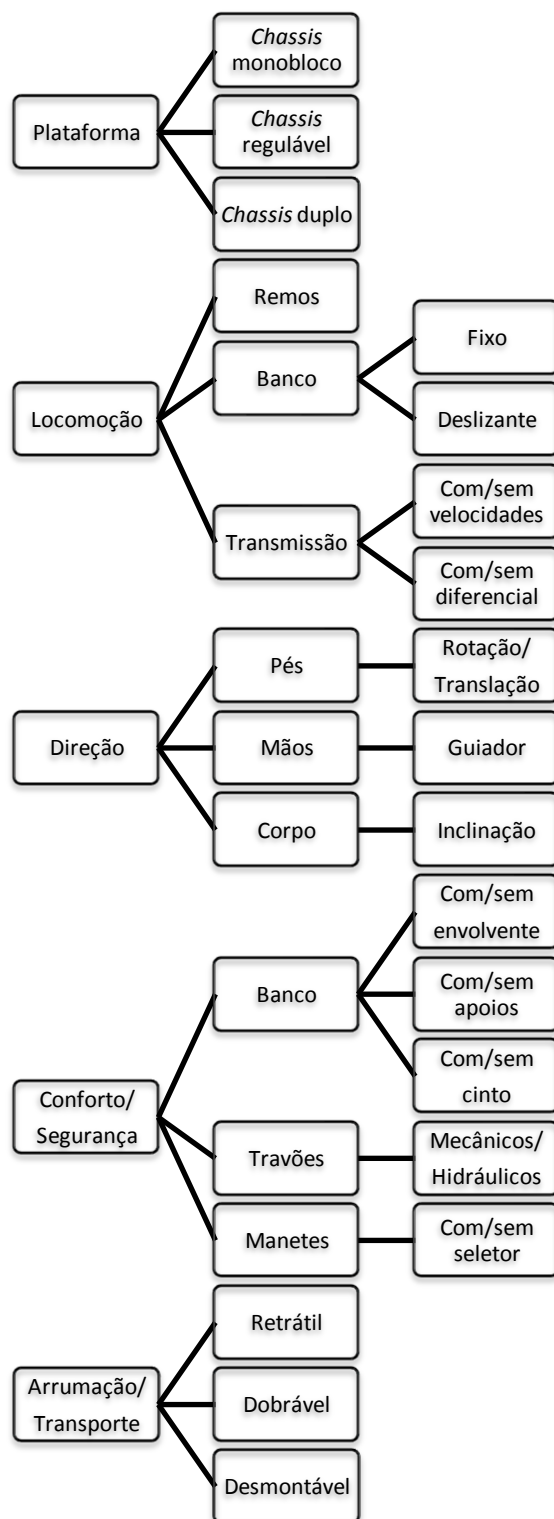 Chassis
monobloco
Plataforma
Chassis
regulável
Chassis duplo
Locomoção
Remos
Banco
Fixo
Deslizante
Transmissão
Com/sem
velocidades
Com/sem
diferencial
Direção
Pés
Rotação/
Translação
Mãos
Guiador
Corpo
Inclinação
Conforto/
Segurança
Banco
Com/sem
envolvente
Com/sem
apoios
Com/sem
cinto
Travões
Mecânicos/
Hidráulicos
Manetes
Com/sem
seletor
Arrumação/
Transporte
Retrátil
Dobrável
Desmontável